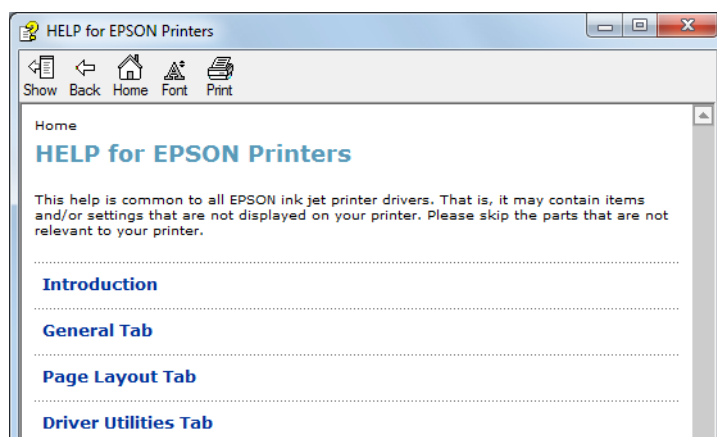 HELP for EPSON Printers
Show Back Home Font Print
Home
HELP for EPSON Printers
This help is common to all EPSON ink jet printer drivers. That is, it may contain items
and/or settings that are not displayed on your printer. Please skip the parts that are not
relevant to your printer.
Introduction
General Tab
Page Layout Tab
Driver Utilities Tab